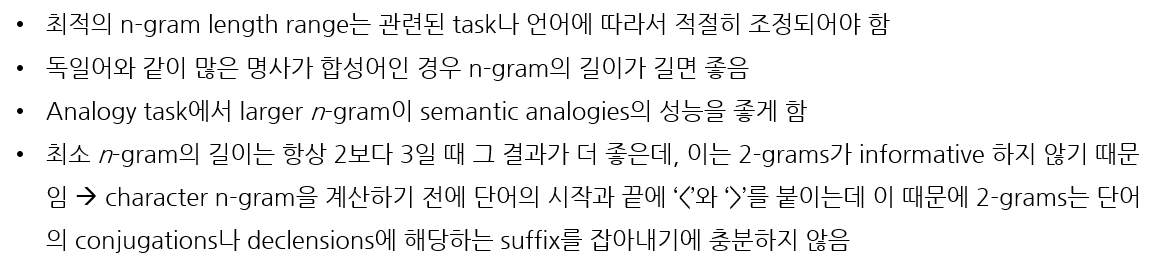 • 최적의 n-gram length range는 관련된 task나 언어에 따라서 적절히 조정되어야 함
• 독일어와 같이 많은 명사가 합성어인 경우 n-gram의 길이가 길면 좋음
• Analogy task에서 larger n-gram이 semantic analogies의 성능을 좋게 함
• 최소 n-gram의 길이는 항상 2보다 3일 때 그 결과가 더 좋은데, 이는 2-grams가 informative 하지 않기 때문
임 → character n-gram을 계산하기 전에 단어의 시작과 끝에 ‘<’와 ‘>’를 붙이는데 이 때문에 2-grams는 단어
의 conjugations나 declensions에 해당하는 suffix를 잡아내기에 충분하지 않음